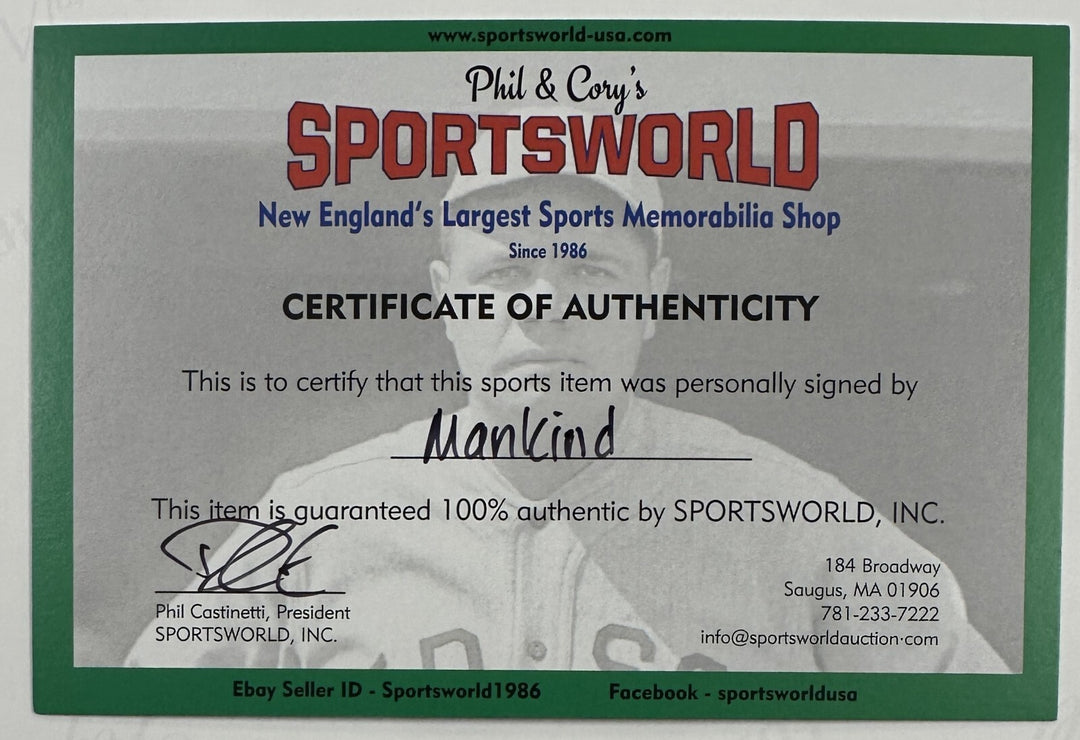 www.sportsworld-usa.com
Phil & Cory's
SPORTSWORLD
New England's Largest Sports Memorabilia Shop
Since 1986
CERTIFICATE OF AUTHENTICITY
This is to certify that this sports item was personally signed by
Mankind
This item is guaranteed 100% authentic by SPORTSWORLD, INC.
184 Broadway
Saugus, MA 01906
781-233-7222
info@sportsworldauction.com
Phil Castinetti, President
SPORTSWORLD, INC.
Ebay Seller ID - Sportsworld1986
Facebook - sportsworldusa